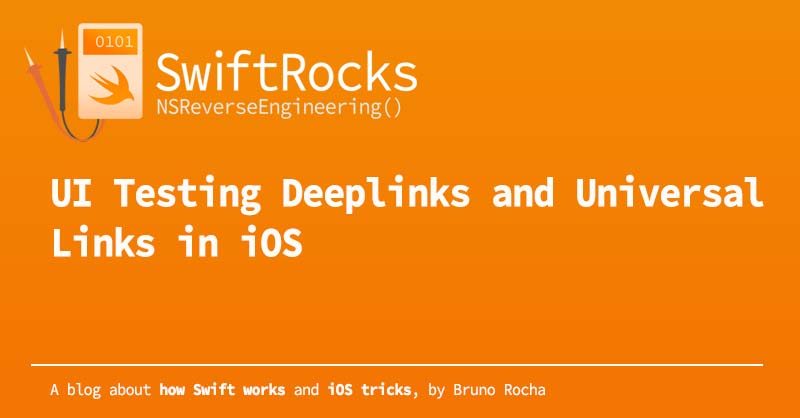 0101
SwiftRocks
NSReverseEngineering()
UI Testing Deeplinks and Universal
Links in iOS
A blog about how Swift works and iOS tricks, by Bruno Rocha